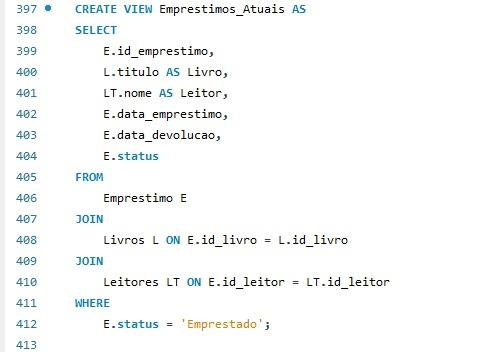 397 CREATE VIEW Emprestimos_Atuais AS
398 SELECT
399 E.id_emprestimo,
400 L.titulo AS Livro,
401 LT.nome AS Leitor,
402 E.data_emprestimo,
403 E.data_devolucao,
404 E.status
405 FROM
406 Emprestimo E
407 JOIN
408 Livros L ON E.id_livro = L.id_livro
409 JOIN
410 Leitores LT ON E.id_leitor = LT.id_leitor
411 WHERE
412 E.status = 'Emprestado';
413